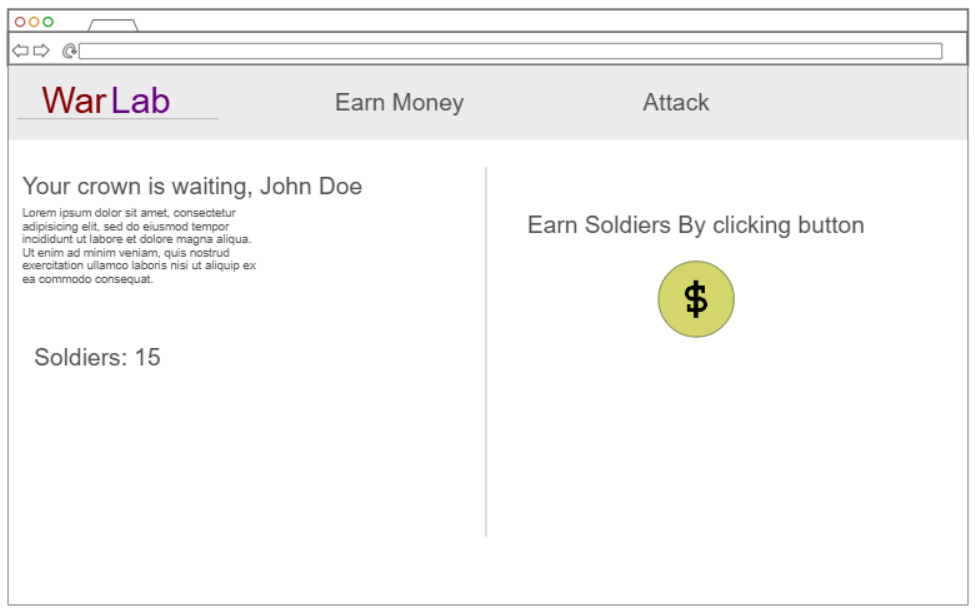 WarLab
Earn Money
Attack
Your crown is waiting, John Doe
Lorem ipsum dolor sit amet, consectetur
adipisicing elit, sed do eiusmod tempor
incididunt ut labore et dolore magna aliqua.
Ut enim ad minim veniam, quis nostrud
exercitation ullamco laboris nisi ut aliquip ex
ea commodo consequat.
Soldiers: 15
Earn Soldiers By clicking button
$